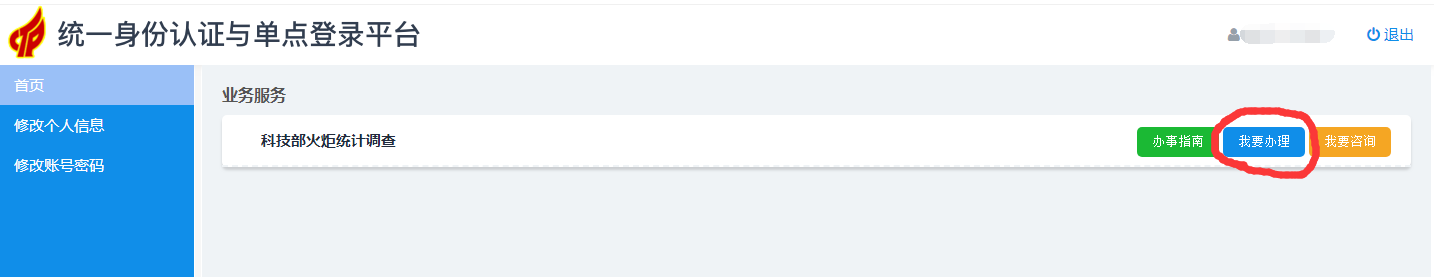 统一身份认证与单点登录平台
退出
首页
修改个人信息
修改账号密码
业务服务
科技部火炬统计调查
办事指南 我要办理 我要咨询